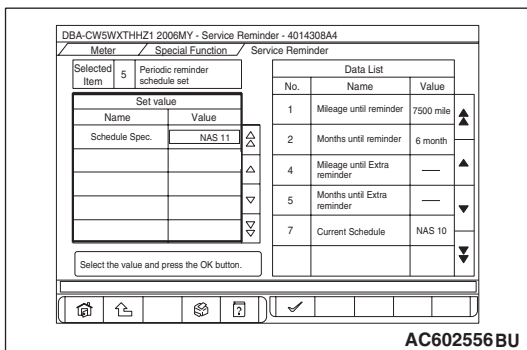 DBA-CW5WXTHHZ1 2006MY - Service Reminder - 4014308A4
Meter / Special Function / Service Reminder
Selected Item 5 Periodic reminder schedule set
Set value
Name Value
Schedule Spec. NAS 11
Select the value and press the OK button.
Data List
No. Name Value
1 Mileage until reminder 7500 mile
2 Months until reminder 6 month
4 Mileage until Extra reminder —
5 Months until Extra reminder —
7 Current Schedule NAS 10
AC602556BU